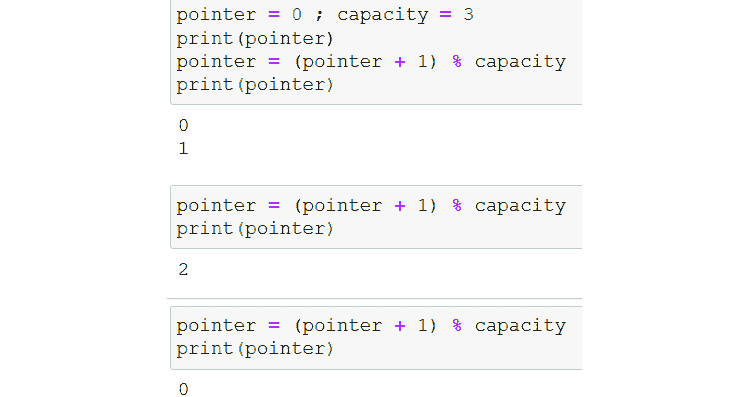 pointer = 0 ; capacity = 3
print(pointer)
pointer = (pointer + 1) % capacity
print(pointer)
0
1
pointer = (pointer + 1) % capacity
print(pointer)
2
pointer = (pointer + 1) % capacity
print(pointer)
0